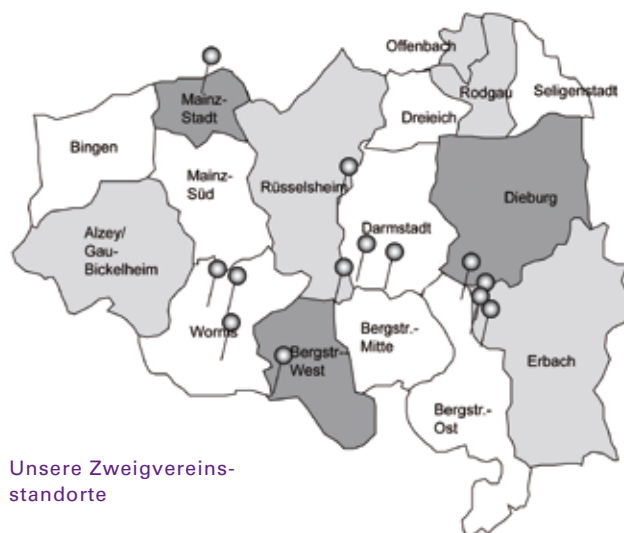 Offenbach
Mainz-
Stadt
Rodgau
Seligenstadt
Dreieich
Bingen
Mainz-
Süd
Rüsselsheim
Dieburg
Darmstadt
Alzey/
Gau-
Bickelheim
Worms
Bergstr.-
West
Bergstr.-
Mitte
Erbach
Bergstr.-
Ost
Unsere Zweigvereins-
standorte